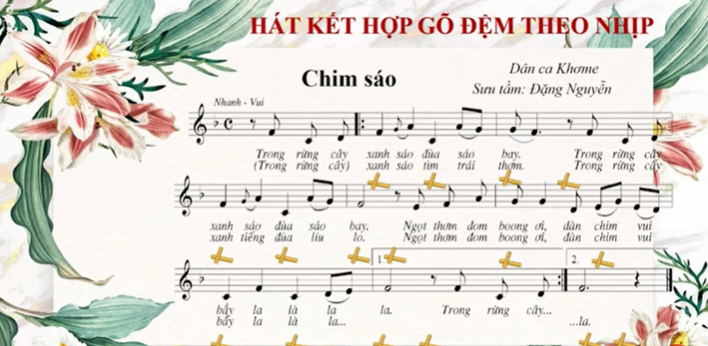 HÁT KẾT HỢP GÕ ĐỆM THEO NHỊP
Chim sáo
Dân ca Khơme
Sưu tầm: Đặng Nguyễn
Nhanh - Vui
Trong rừng cây xanh sáo đùa sáo bay. Trong rừng cây
(Trong rừng cây) xanh sáo tìm trái thơm. Trong rừng cây
xanh sáo đùa sáo bay. Ngọt thơm đom boong ơi, đàn chim vui
xanh tiếng đùa líu lo. Ngọt thơm đom boong ơi, đàn chim vui
1.
2.
bầy la là la la. Trong rừng cây...
bầy la là la... ...la.